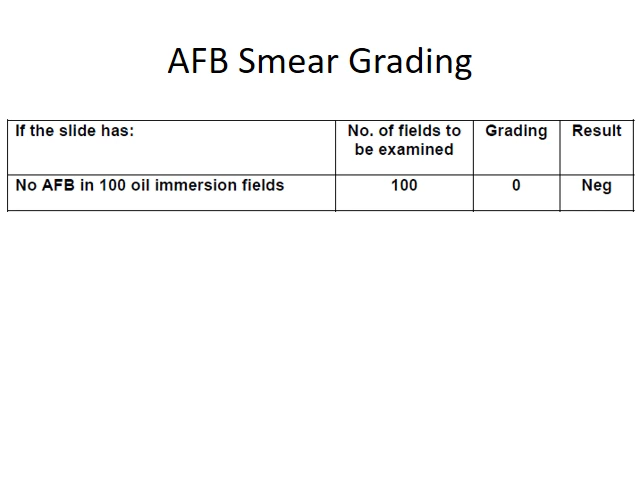 AFB Smear Grading
If the slide has: No. of fields to be examined Grading Result
No AFB in 100 oil immersion fields 100 0 Neg